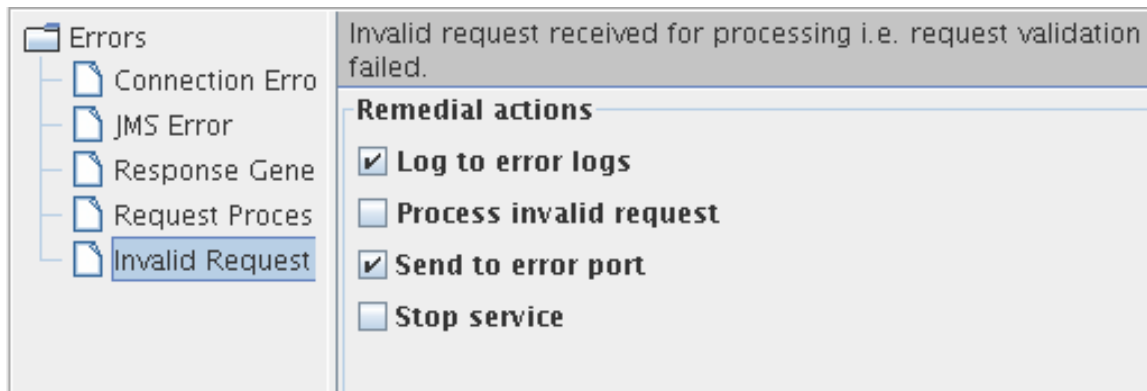 Errors
Connection Erro
JMS Error
Response Gene
Request Proces
Invalid Request
Invalid request received for processing i.e. request validation
failed.
Remedial actions
Log to error logs
Process invalid request
Send to error port
Stop service